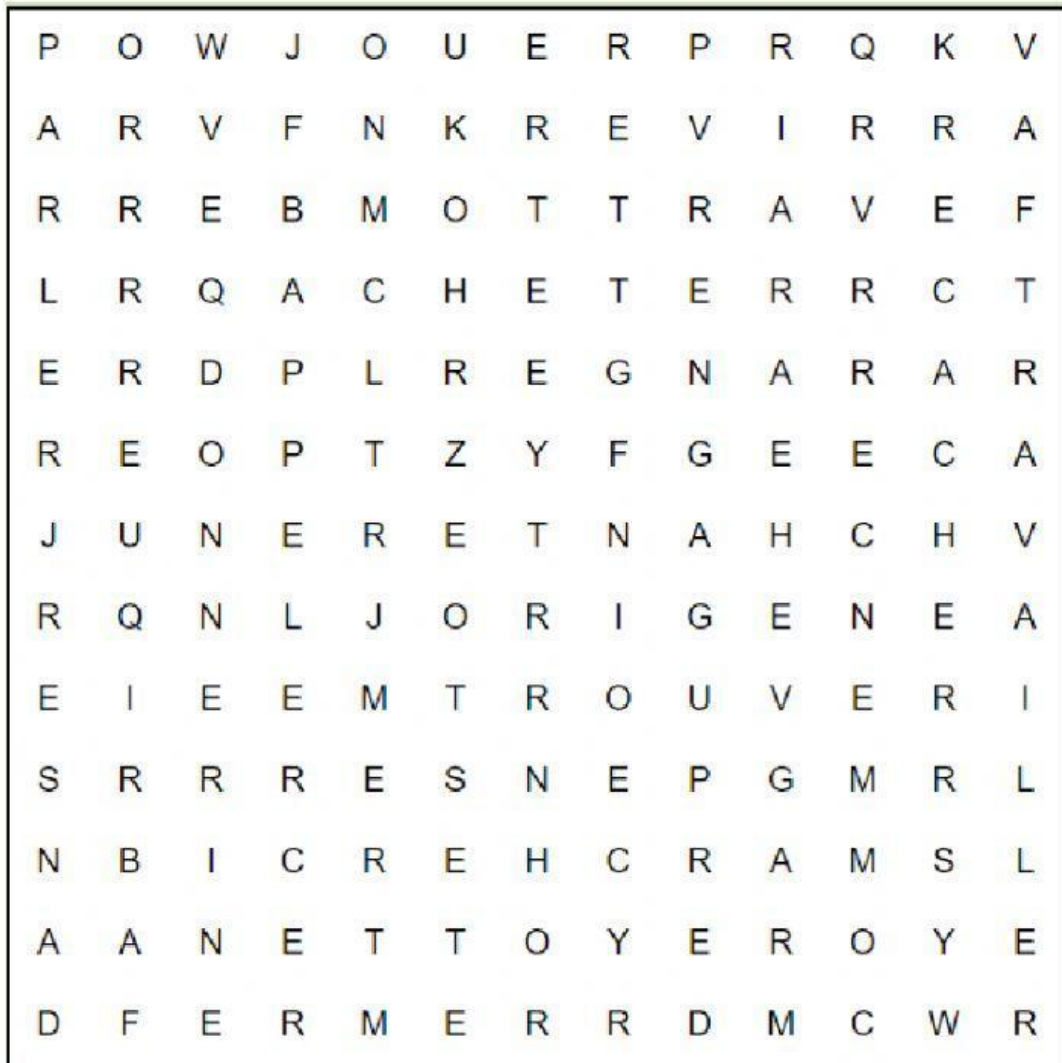 P O W J O U E R P R Q K V
A R V F N K R E V I R R A
R R E B M O T T R A V E F
L R Q A C H E T E R R C T
E R D P L R E G N A R A R
R E O P T Z Y F G E E C A
J U N E R E T N A H C H V
R Q N L J O R I G E N E A
E I E E M T R O U V E R I
S R R R E S N E P G M R L
N B I C R E H C R A M S L
A A N E T T O Y E R O Y E
D F E R M E R R D M C W R